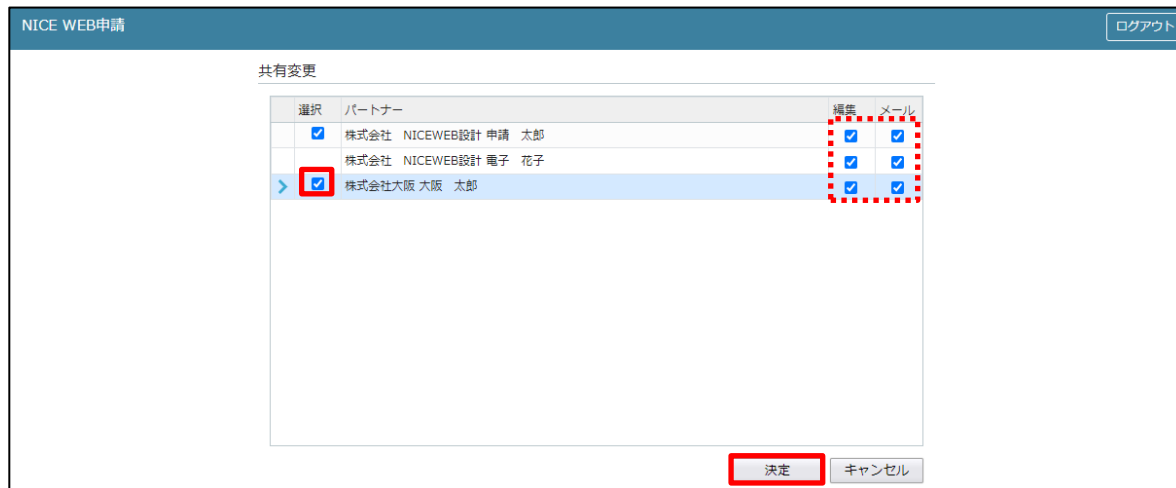 NICE WEB申請 ログアウト
共有変更
選択 パートナー 編集 メール
株式会社　NICEWEB設計 申請　太郎
株式会社　NICEWEB設計 電子　花子
株式会社大阪 大阪　太郎
決定 キャンセル